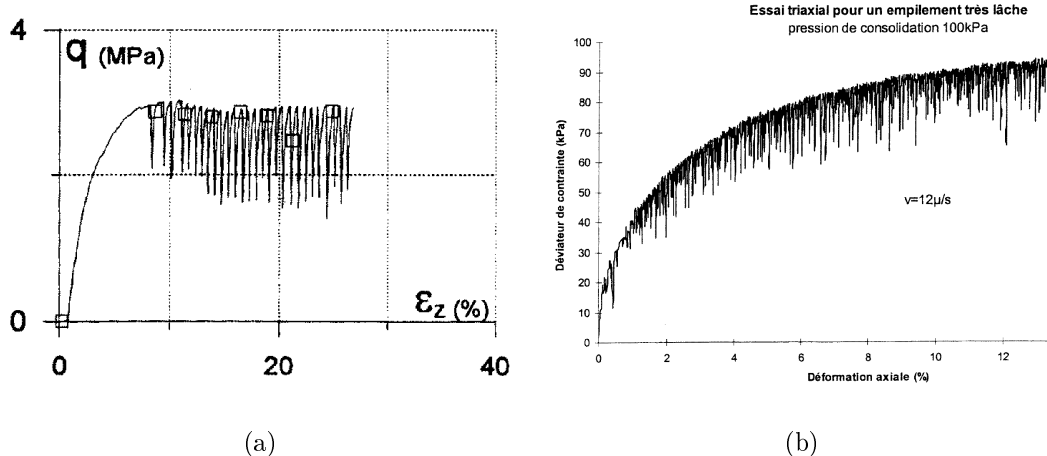 4
q (MPa)
0
εz (%)
0
20
40
(a)
Essai triaxial pour un empilement très lâche
pression de consolidation 100kPa
Déviateur de contrainte (kPa)
100
90
80
70
60
50
40
30
20
10
0
v=12µ/s
0
2
4
6
8
10
12
Déformation axiale (%)
(b)